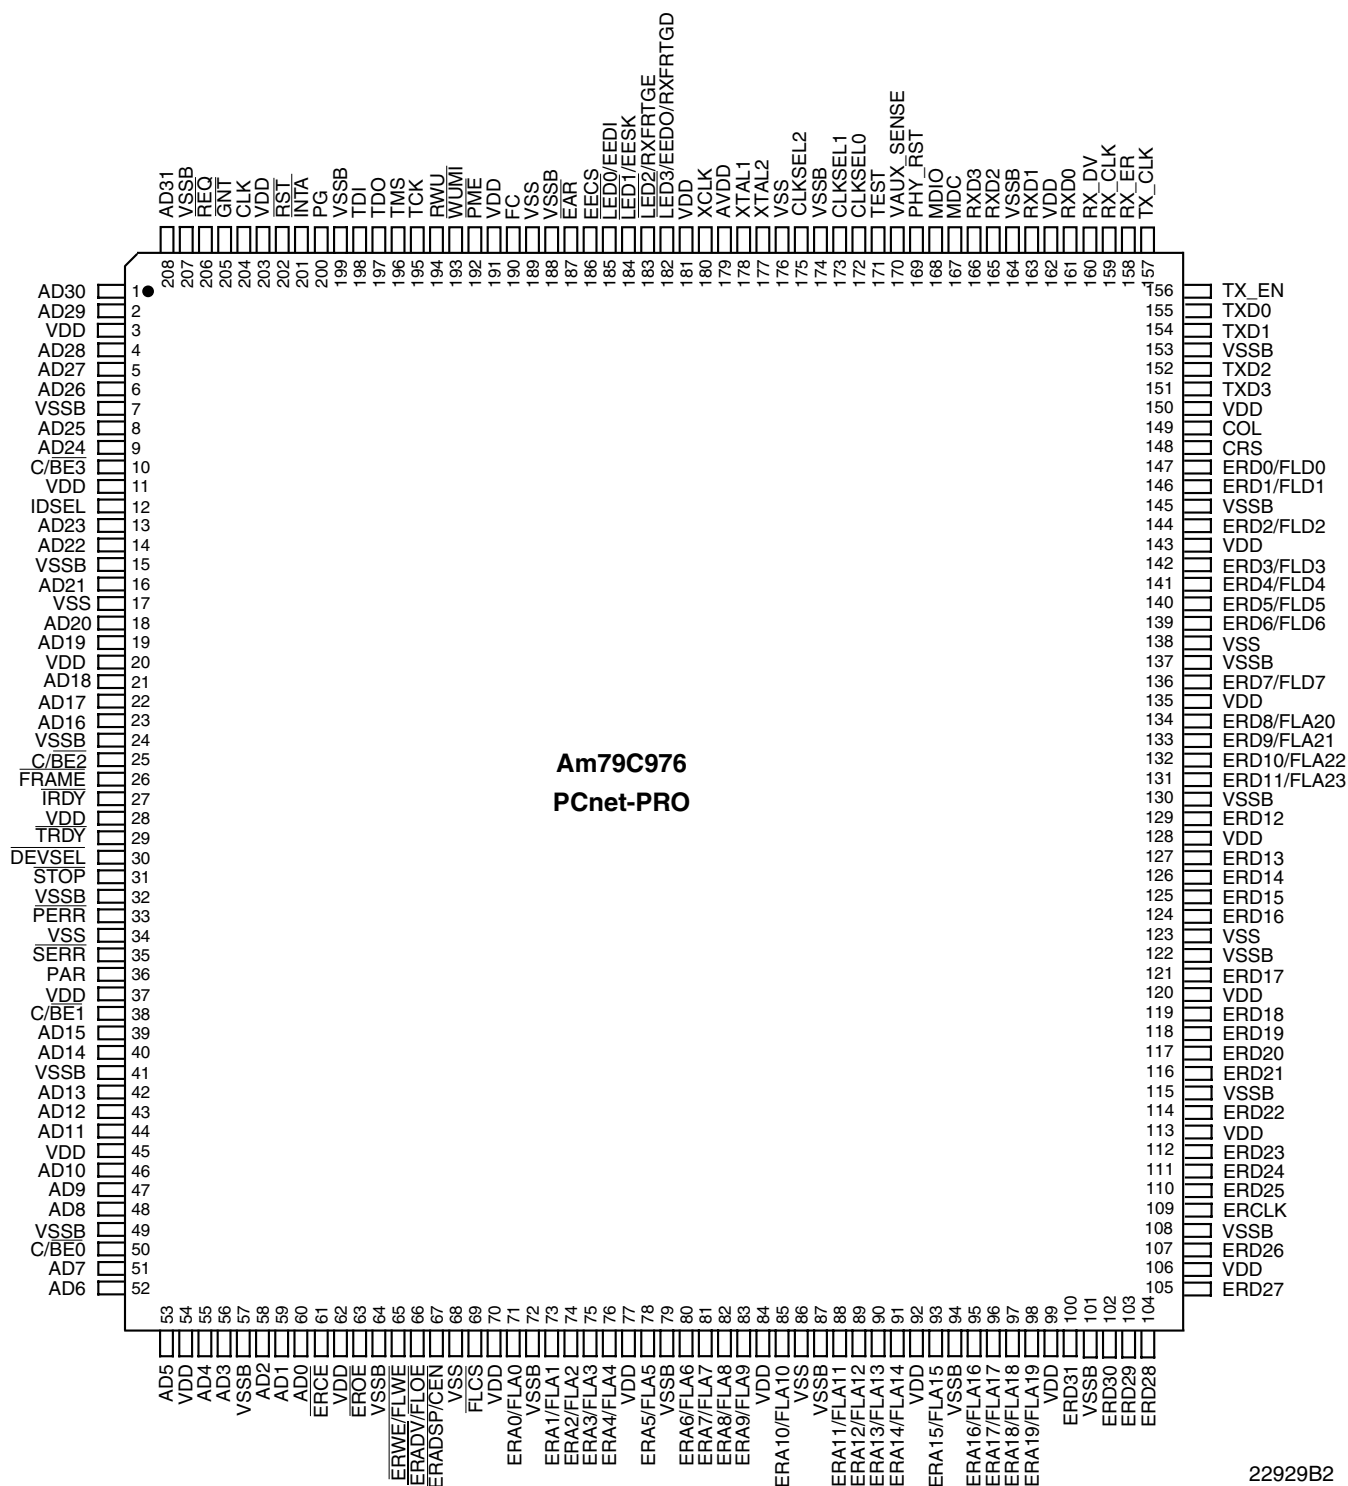 AD31
VSSB
REQ
GNT
CLK
VDD
RST
INTA
PG
VSSB
TDI
TDO
TMS
TCK
RWU
WUMI
PME
VDD
FC
VSS
VSSB
EAR
EECS
LED0/EEDI
LED1/EESK
LED2/RXFRTGE
LED3/EEDO/RXFRTGD
VDD
XCLK
AVDD
XTAL1
XTAL2
VSS
CLKSEL2
VSSB
CLKSEL1
CLKSEL0
TEST
VAUX_SENSE
PHY_RST
MDIO
MDC
RXD3
RXD2
VSSB
RXD1
VDD
RXD0
RX_DV
RX_CLK
RX_ER
TX_CLK
208
207
206
205
204
203
202
201
200
199
198
197
196
195
194
193
192
191
190
189
188
187
186
185
184
183
182
181
180
179
178
177
176
175
174
173
172
171
170
169
168
167
166
165
164
163
162
161
160
159
158
157
AD30 1
AD29 2
VDD 3
AD28 4
AD27 5
AD26 6
VSSB 7
AD25 8
AD24 9
C/BE3 10
VDD 11
IDSEL 12
AD23 13
AD22 14
VSSB 15
AD21 16
VSS 17
AD20 18
AD19 19
VDD 20
AD18 21
AD17 22
AD16 23
VSSB 24
C/BE2 25
FRAME 26
IRDY 27
VDD 28
TRDY 29
DEVSEL 30
STOP 31
VSSB 32
PERR 33
VSS 34
SERR 35
PAR 36
VDD 37
C/BE1 38
AD15 39
AD14 40
VSSB 41
AD13 42
AD12 43
AD11 44
VDD 45
AD10 46
AD9 47
AD8 48
VSSB 49
C/BE0 50
AD7 51
AD6 52
Am79C976
PCnet-PRO
156 TX_EN
155 TXD0
154 TXD1
153 VSSB
152 TXD2
151 TXD3
150 VDD
149 COL
148 CRS
147 ERD0/FLD0
146 ERD1/FLD1
145 VSSB
144 ERD2/FLD2
143 VDD
142 ERD3/FLD3
141 ERD4/FLD4
140 ERD5/FLD5
139 ERD6/FLD6
138 VSS
137 VSSB
136 ERD7/FLD7
135 VDD
134 ERD8/FLA20
133 ERD9/FLA21
132 ERD10/FLA22
131 ERD11/FLA23
130 VSSB
129 ERD12
128 VDD
127 ERD13
126 ERD14
125 ERD15
124 ERD16
123 VSS
122 VSSB
121 ERD17
120 VDD
119 ERD18
118 ERD19
117 ERD20
116 ERD21
115 VSSB
114 ERD22
113 VDD
112 ERD23
111 ERD24
110 ERD25
109 ERCLK
108 VSSB
107 ERD26
106 VDD
105 ERD27
53
54
55
56
57
58
59
60
61
62
63
64
65
66
67
68
69
70
71
72
73
74
75
76
77
78
79
80
81
82
83
84
85
86
87
88
89
90
91
92
93
94
95
96
97
98
99
100
101
102
103
104
AD5
VDD
AD4
AD3
VSSB
AD2
AD1
AD0
ERCE
VDD
EROE
VSSB
ERWE/FLWE
ERADV/FLOE
ERADSP/CEN
VSS
FLCS
VDD
ERA0/FLA0
VSSB
ERA1/FLA1
ERA2/FLA2
ERA3/FLA3
ERA4/FLA4
VDD
ERA5/FLA5
VSSB
ERA6/FLA6
ERA7/FLA7
ERA8/FLA8
ERA9/FLA9
VDD
ERA10/FLA10
VSS
VSSB
ERA11/FLA11
ERA12/FLA12
ERA13/FLA13
ERA14/FLA14
VDD
ERA15/FLA15
VSSB
ERA16/FLA16
ERA17/FLA17
ERA18/FLA18
ERA19/FLA19
VDD
ERD31
VSSB
ERD30
ERD29
ERD28
22929B2